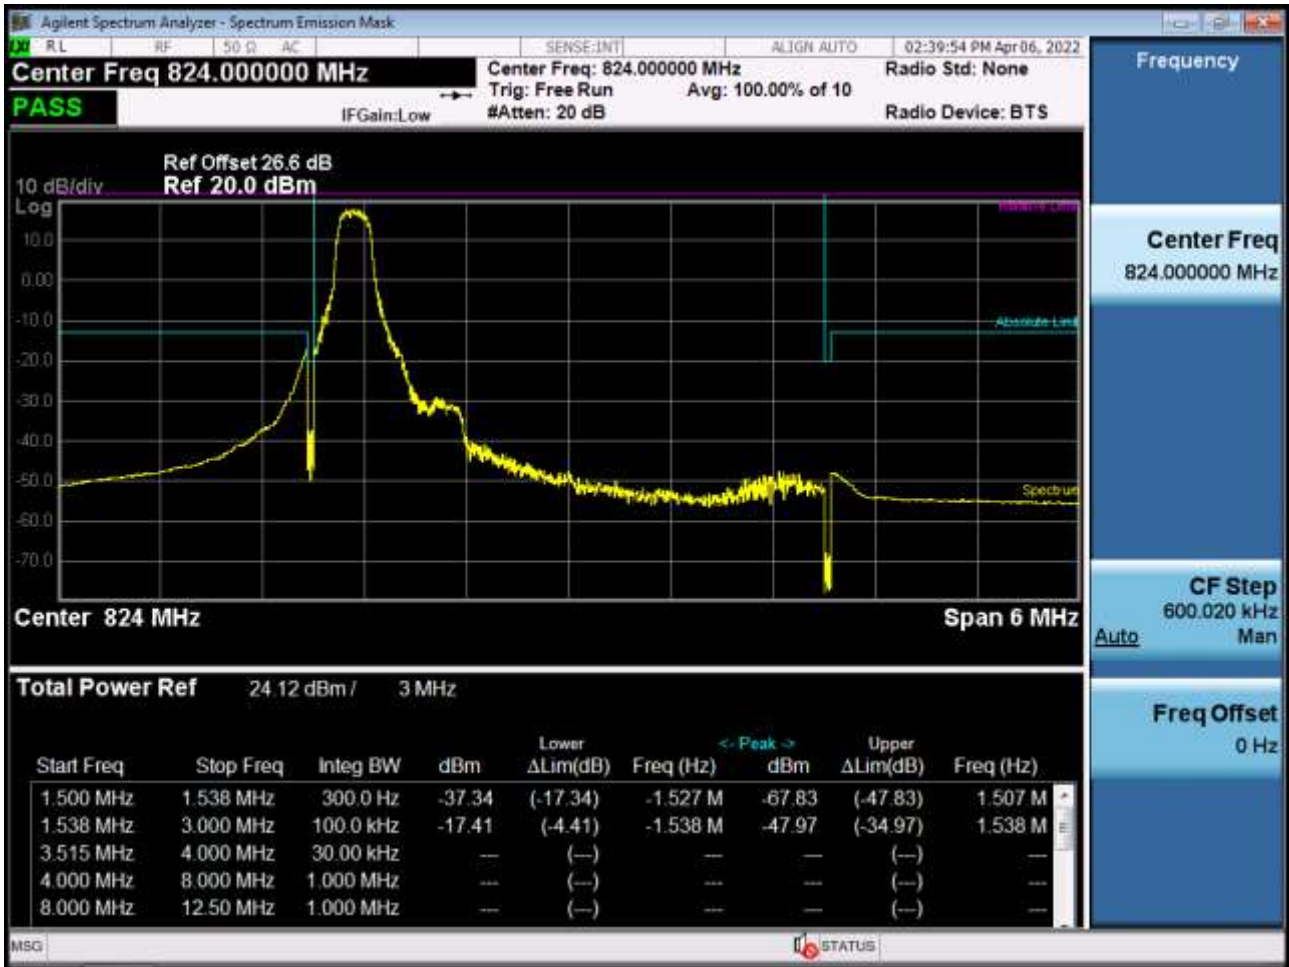 Agilent Spectrum Analyzer - Spectrum Emission Mask
LXI RL RF 50 Ω AC SENSE:INT ALIGN AUTO 02:39:54 PM Apr 06, 2022
Center Freq 824.000000 MHz
Center Freq: 824.000000 MHz
Radio Std: None
Trig: Free Run
Avg: 100.00% of 10
PASS
IFGain:Low
#Atten: 20 dB
Radio Device: BTS
Ref Offset 26.6 dB
10 dB/div
Ref 20.0 dBm
Log
Relative Limit
10.0
0.00
-10.0
Absolute Limit
-20.0
-30.0
-40.0
-50.0
Spectrum
-60.0
-70.0
Center 824 MHz
Span 6 MHz
Total Power Ref 24.12 dBm / 3 MHz
Lower <- Peak -> Upper
Start Freq Stop Freq Integ BW dBm ΔLim(dB) Freq (Hz) dBm ΔLim(dB) Freq (Hz)
1.500 MHz 1.538 MHz 300.0 Hz -37.34 (-17.34) -1.527 M -67.83 (-47.83) 1.507 M
1.538 MHz 3.000 MHz 100.0 kHz -17.41 (-4.41) -1.538 M -47.97 (-34.97) 1.538 M
3.515 MHz 4.000 MHz 30.00 kHz --- (---) --- --- (---) ---
4.000 MHz 8.000 MHz 1.000 MHz --- (---) --- --- (---) ---
8.000 MHz 12.50 MHz 1.000 MHz --- (---) --- --- (---) ---
MSG
STATUS
Frequency
Center Freq
824.000000 MHz
CF Step
600.020 kHz
Auto Man
Freq Offset
0 Hz